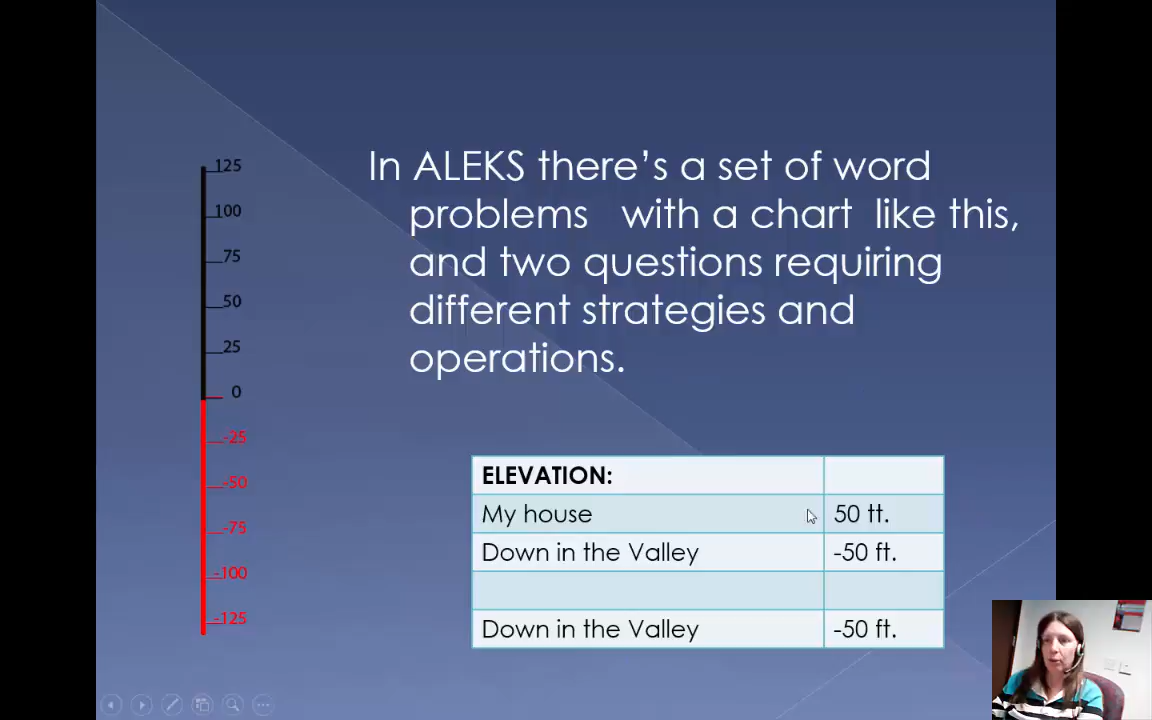 In ALEKS there's a set of word
problems with a chart like this,
and two questions requiring
different strategies and
operations.
125
100
75
50
25
0
-25
-50
-75
-100
-125
ELEVATION:
My house 50 ft.
Down in the Valley -50 ft.
Down in the Valley -50 ft.